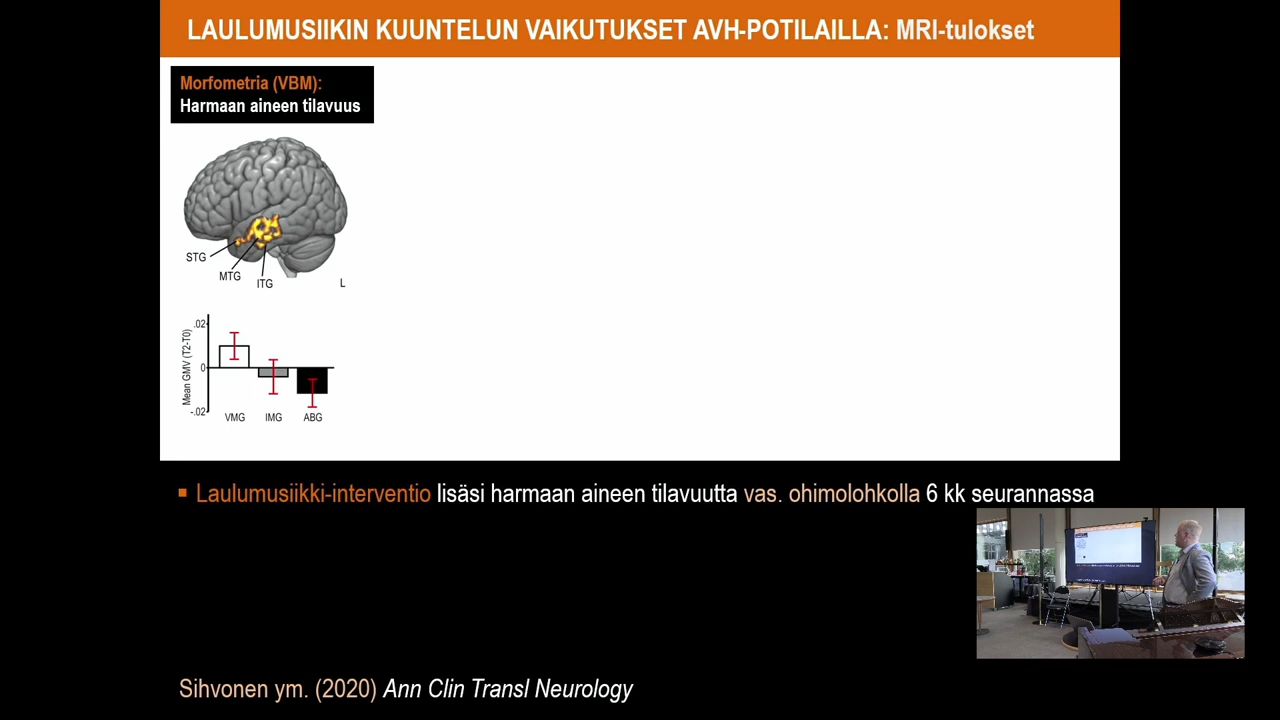 LAULUMUSIIKIN KUUNTELUN VAIKUTUKSET AVH-POTILAILLA: MRI-tulokset
Morfometria (VBM):
Harmaan aineen tilavuus
STG
MTG
ITG
L
Mean GMV (T2-T0)
.02
0
-.02
VMG IMG ABG
▪ Laulumusiikki-interventio lisäsi harmaan aineen tilavuutta vas. ohimolohkolla 6 kk seurannassa
Sihvonen ym. (2020) Ann Clin Transl Neurology